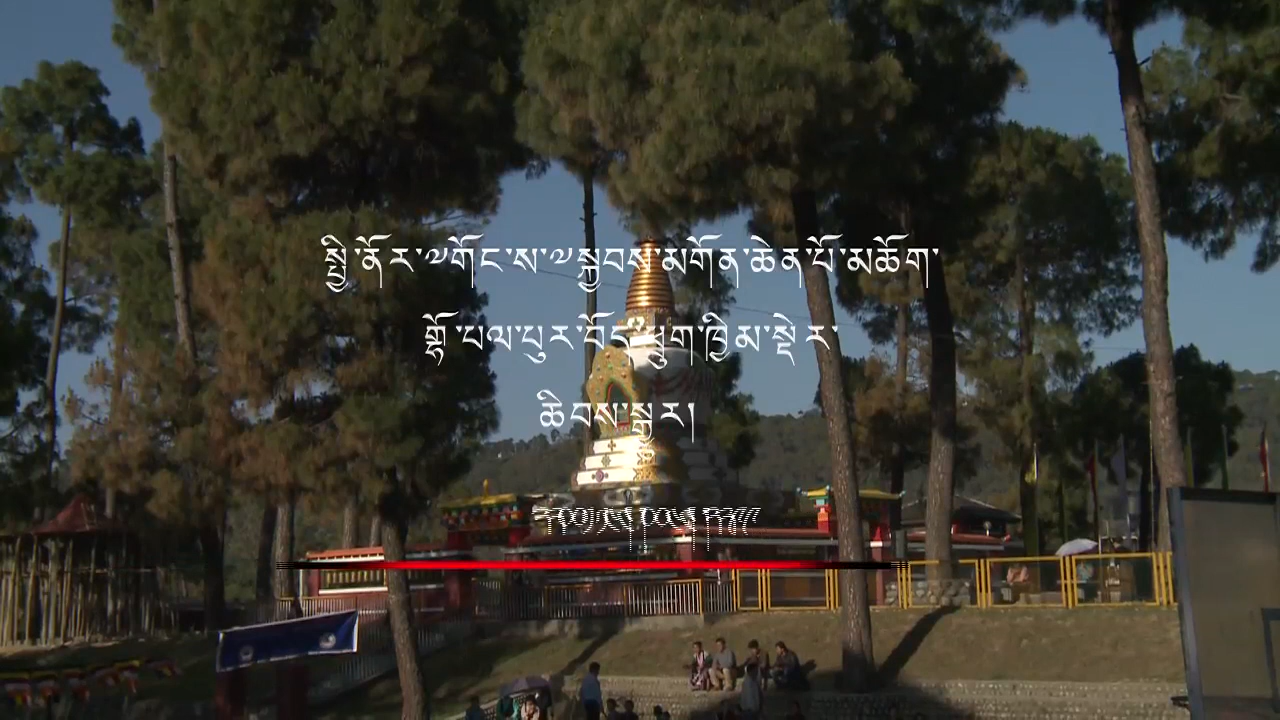 སྤྱི་ནོར་༧གོང་ས་༧སྐྱབས་མགོན་ཆེན་པོ་མཆོག་
གྷོ་པལ་པུར་བོད་ཕྲུག་ཁྱིམ་སྡེར་
ཆིབས་སྒྱུར།